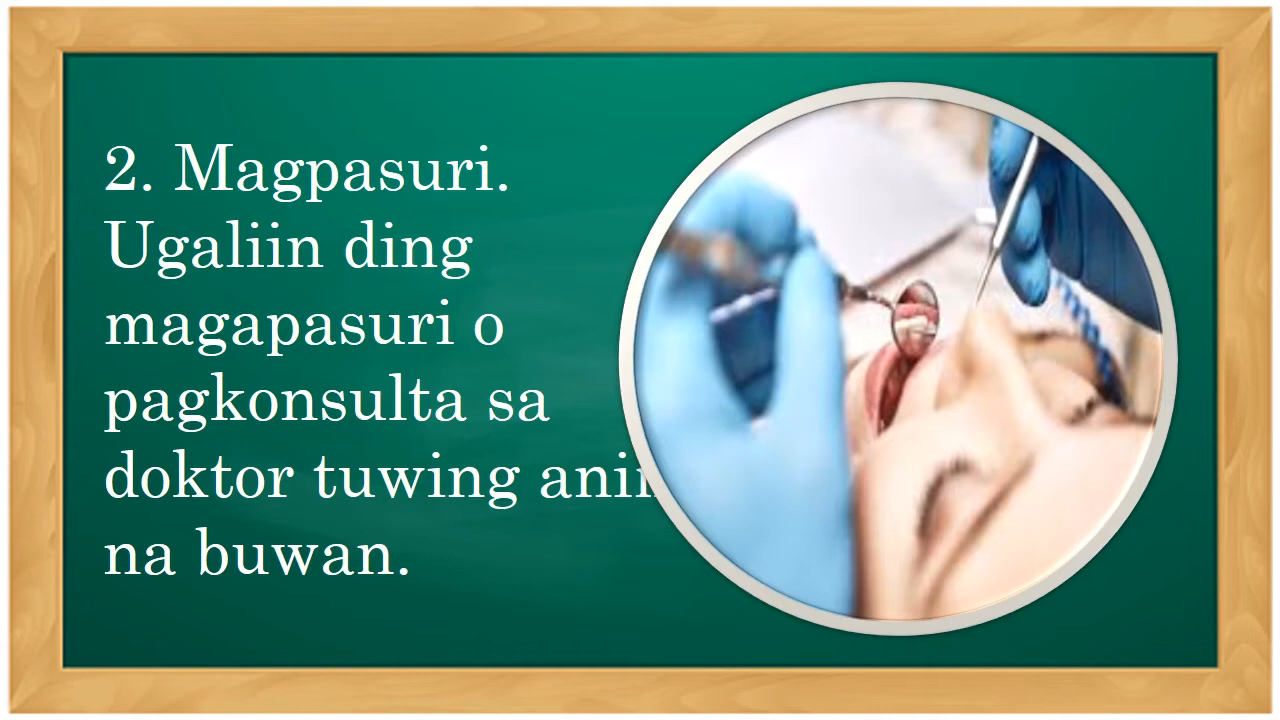 2. Magpasuri.
Ugaliin ding
magapasuri o
pagkonsulta sa
doktor tuwing
na buwan.